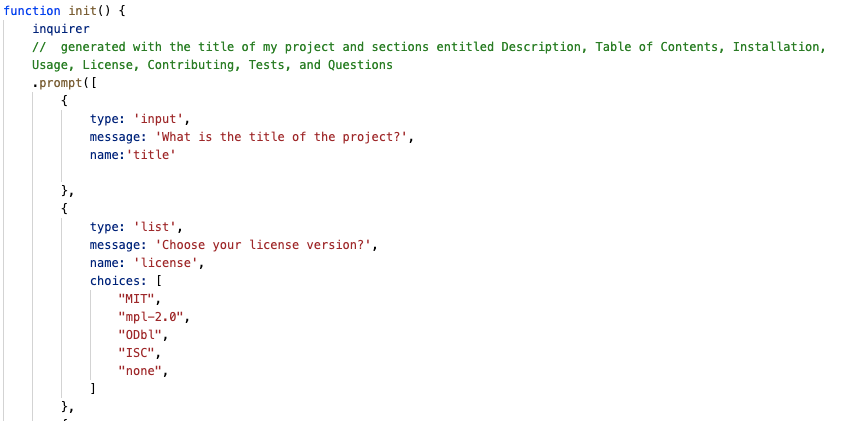 function init() {
inquirer
// generated with the title of my project and sections entitled Description, Table of Contents, Installation,
Usage, License, Contributing, Tests, and Questions
.prompt([
{
type: 'input',
message: 'What is the title of the project?',
name:'title'
},
{
type: 'list',
message: 'Choose your license version?',
name: 'license',
choices: [
"MIT",
"mpl-2.0",
"ODbl",
"ISC",
"none",
]
},
{